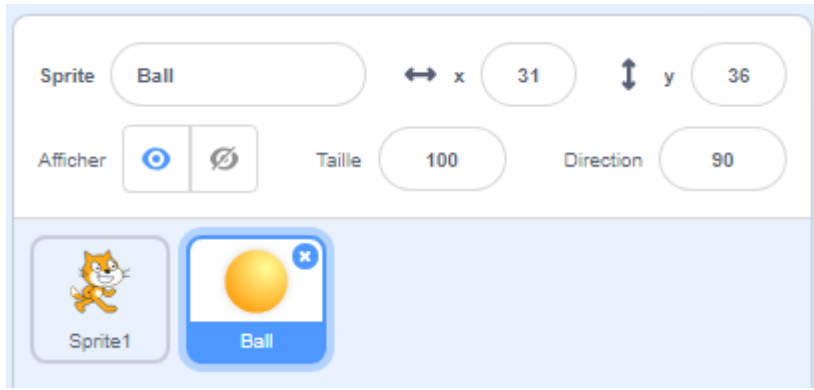 Sprite Ball x 31 y 36
Afficher Taille 100 Direction 90
Sprite1 Ball